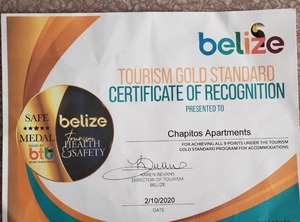 belize
TOURISM GOLD STANDARD
CERTIFICATE OF RECOGNITION
PRESENTED TO
Chapitos Apartments
FOR ACHIEVING ALL 9 POINTS UNDER THE TOURISM
GOLD STANDARD PROGRAM FOR ACCOMMODATIONS
SAFE
MEDAL
btb
belize
tourism
HEALTH
& SAFETY
KAREN BEVANS
DIRECTOR OF TOURISM
BELIZE
2/10/2020
DATE